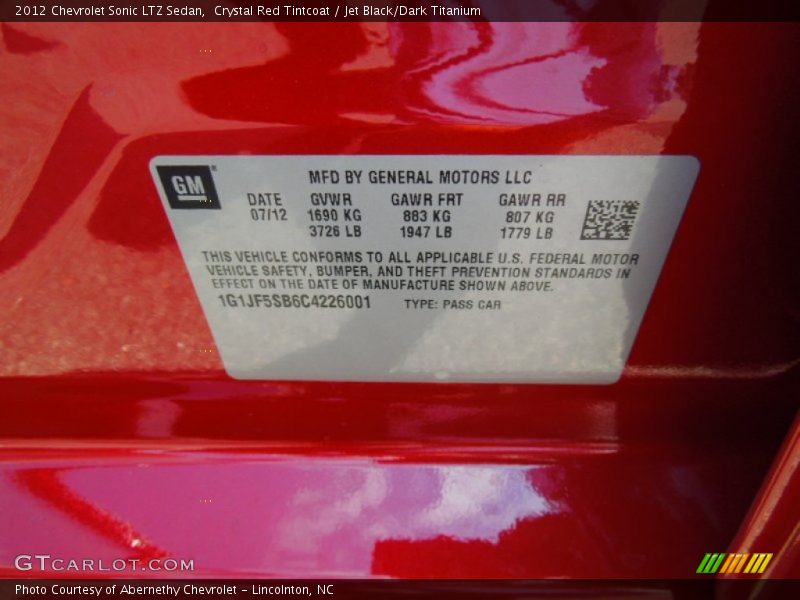 2012 Chevrolet Sonic LTZ Sedan, Crystal Red Tintcoat / Jet Black/Dark Titanium
GM
MFD BY GENERAL MOTORS LLC
DATE GVWR GAWR FRT GAWR RR
07/12 1690 KG 883 KG 807 KG
3726 LB 1947 LB 1779 LB
THIS VEHICLE CONFORMS TO ALL APPLICABLE U.S. FEDERAL MOTOR
VEHICLE SAFETY, BUMPER, AND THEFT PREVENTION STANDARDS IN
EFFECT ON THE DATE OF MANUFACTURE SHOWN ABOVE.
1G1JF5SB6C4226001 TYPE: PASS CAR
GTCARLOT.COM
Photo Courtesy of Abernethy Chevrolet - Lincolnton, NC